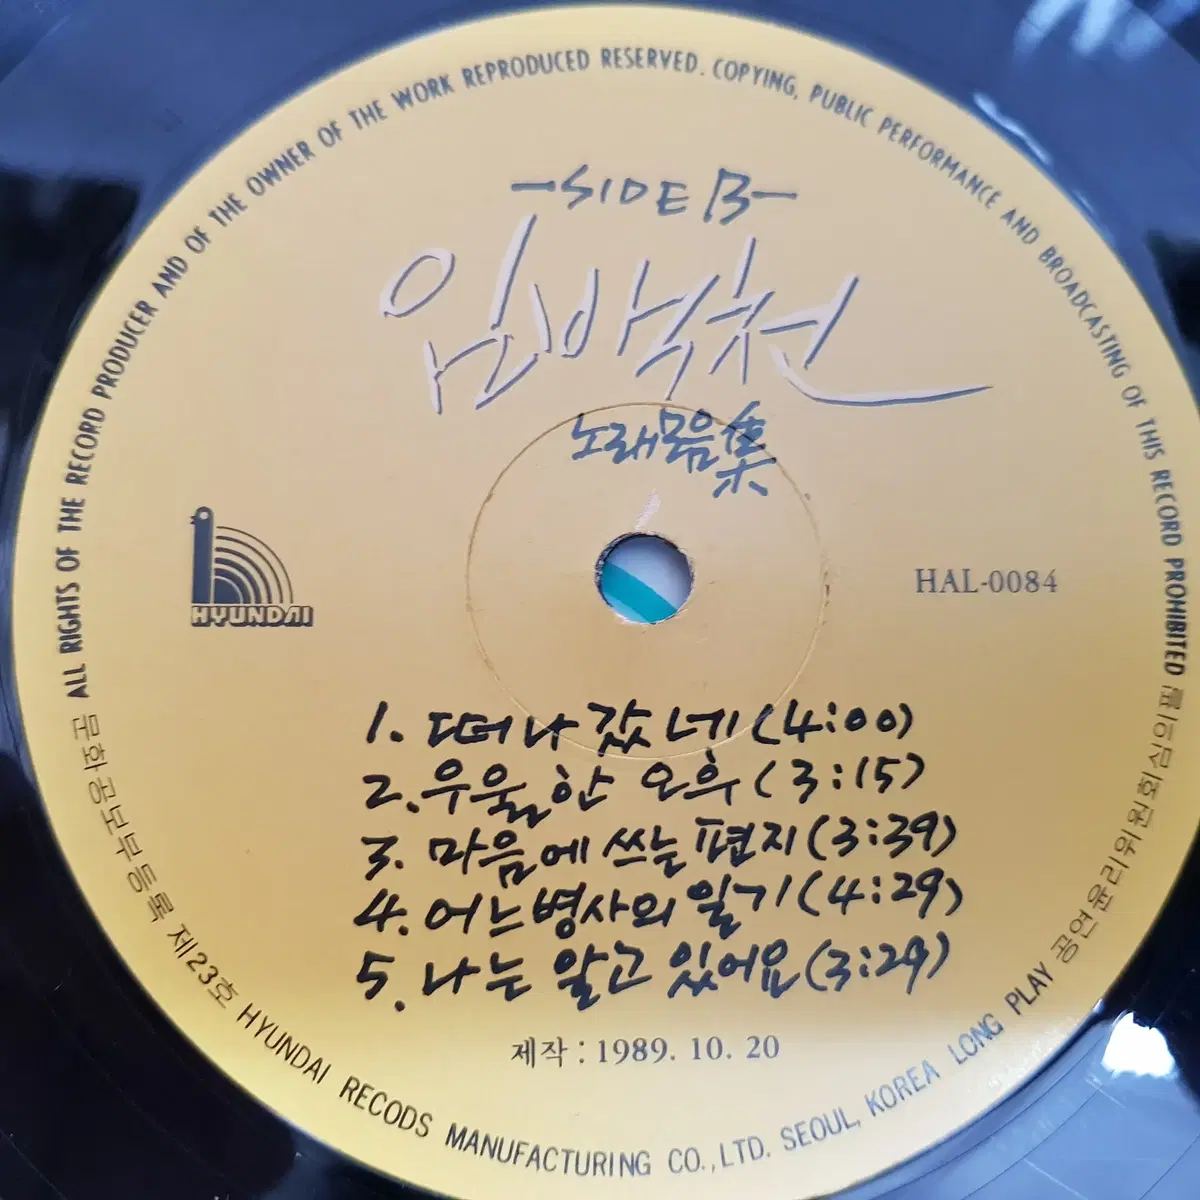 -SIDE B-
임백천
노래모음集
HYUNDAI
HAL-0084
1. 떠나갔네 (4:00)
2. 우울한 오후 (3:15)
3. 마음에 쓰는 편지 (3:39)
4. 어느 병사의 일기 (4:29)
5. 나는 알고 있어요 (3:29)
제작 : 1989. 10. 20
ALL RIGHTS OF THE RECORD PRODUCER AND OF THE OWNER OF THE WORK REPRODUCED RESERVED. COPYING, PUBLIC PERFORMANCE AND BROADCASTING OF THIS RECORD PROHIBITED
문화공보부등록 제23호 HYUNDAI RECODS MANUFACTURING CO., LTD. SEOUL, KOREA LONG PLAY 공연윤리위원회심의필